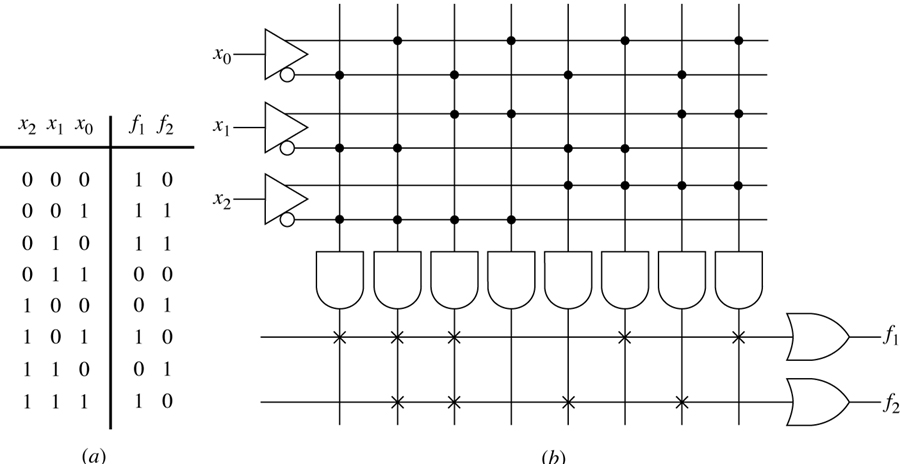 x₂ x₁ x₀ f₁ f₂
0 0 0 1 0
0 0 1 1 1
0 1 0 1 1
0 1 1 0 0
1 0 0 0 1
1 0 1 1 0
1 1 0 0 1
1 1 1 1 0
(a)
x₀
x₁
x₂
f₁
f₂
(b)